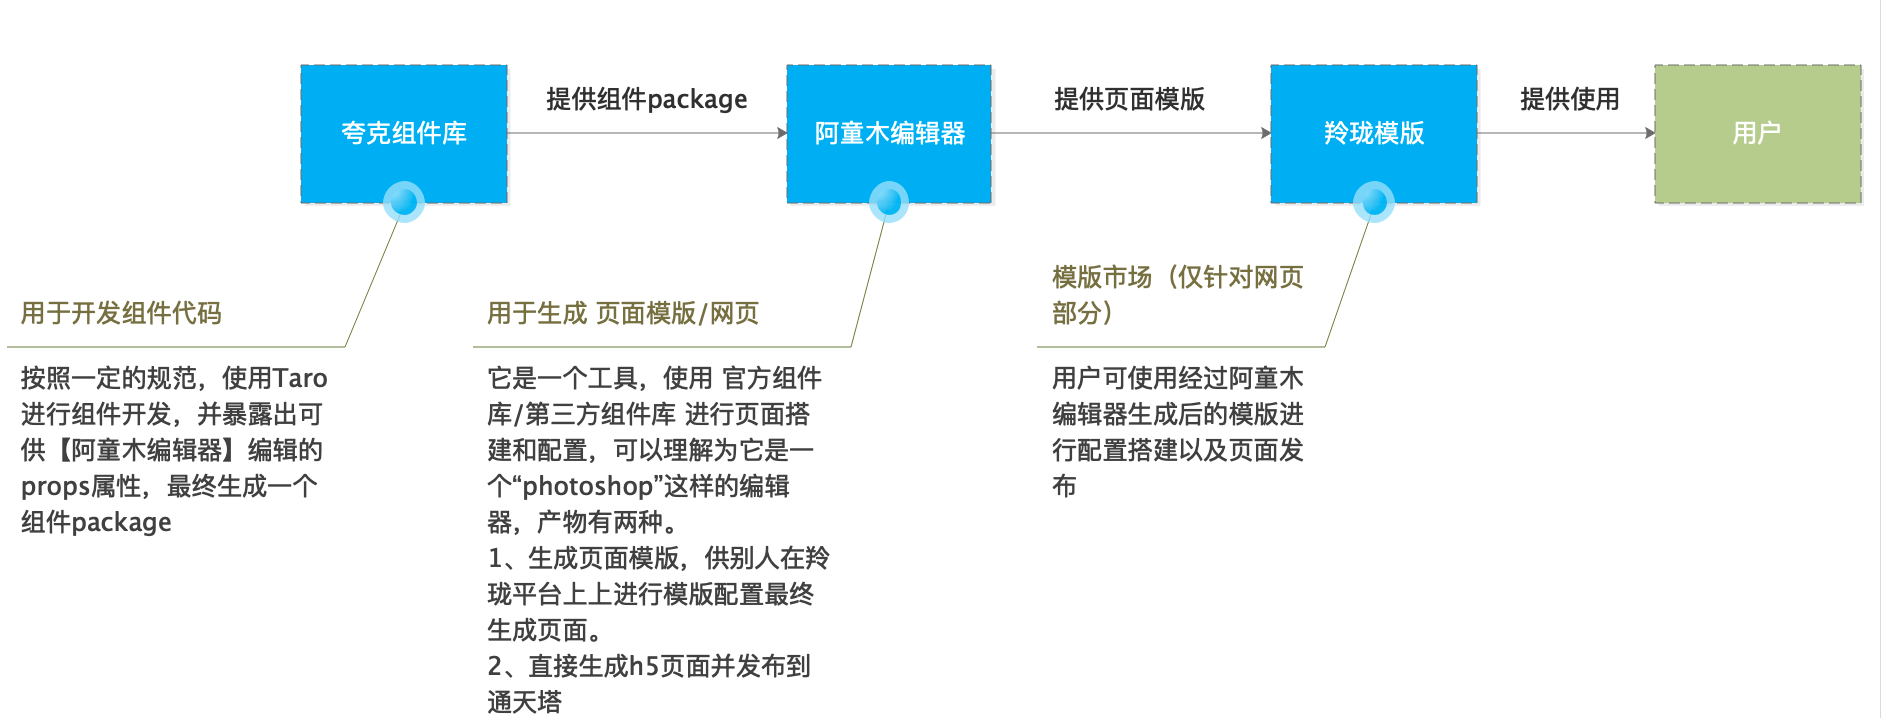 夸克组件库
提供组件package
阿童木编辑器
提供页面模版
羚珑模版
提供使用
用户
用于开发组件代码
按照一定的规范，使用Taro
进行组件开发，并暴露出可
供【阿童木编辑器】编辑的
props属性，最终生成一个
组件package
用于生成 页面模版/网页
它是一个工具，使用 官方组件
库/第三方组件库 进行页面搭
建和配置，可以理解为它是一
个“photoshop”这样的编辑
器，产物有两种。
1、生成页面模版，供别人在羚
珑平台上上进行模版配置最终
生成页面。
2、直接生成h5页面并发布到
通天塔
模版市场（仅针对网页
部分）
用户可使用经过阿童木
编辑器生成后的模版进
行配置搭建以及页面发
布